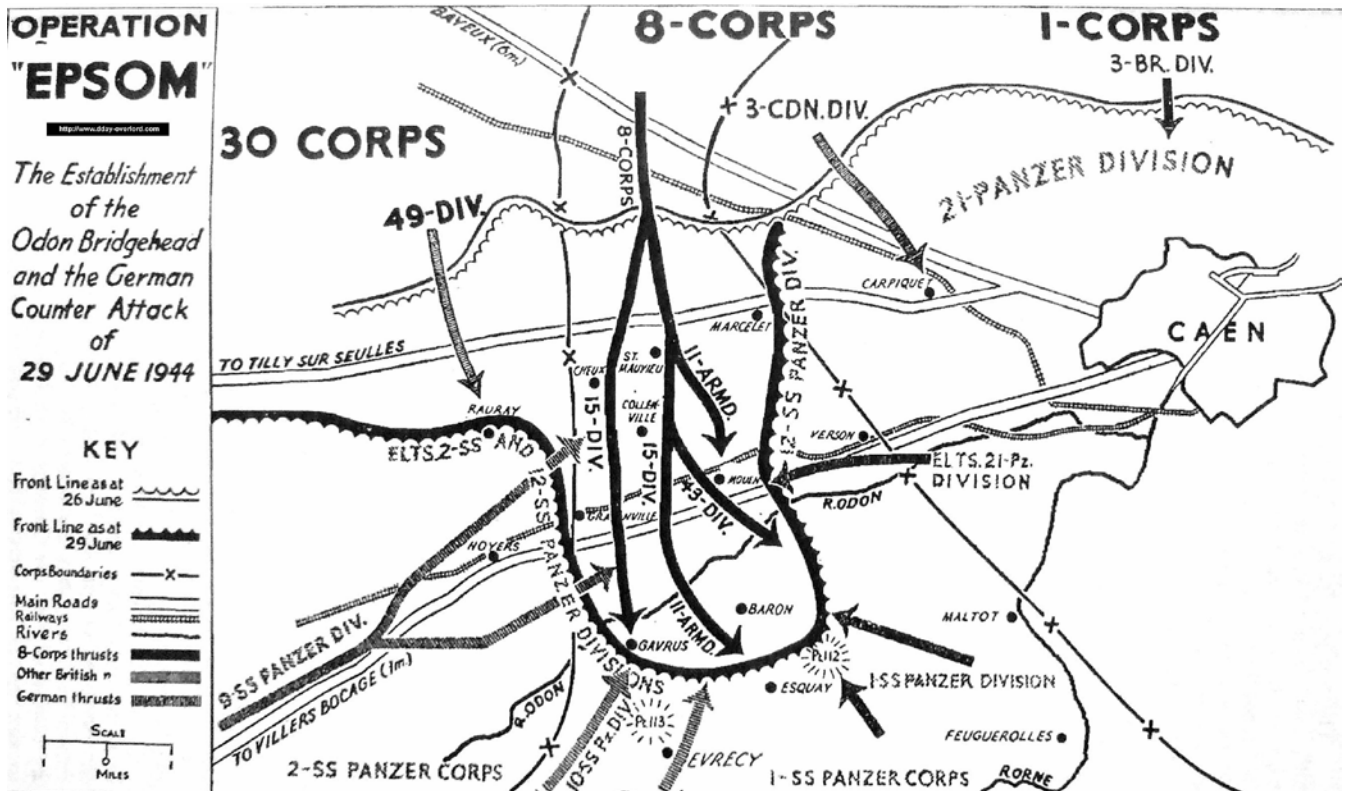 OPERATION
"EPSOM"
http://www.dday-overlord.com
The Establishment
of the
Odon Bridgehead
and the German
Counter Attack
of
29 JUNE 1944
KEY
Front Line as at
26 June
Front Line as at
29 June
Corps Boundaries
Main Roads
Railways
Rivers
8-Corps thrusts
Other British "
German thrusts
SCALE
1 0 1
MILES
BAYEUX (6m.)
8-CORPS
1-CORPS
3-BR. DIV.
3-CDN. DIV.
30 CORPS
8-CORPS
21-PANZER DIVISION
49-DIV.
CARPIQUET
CAEN
MARCELET
TO TILLY SUR SEULLES
ST.
MAUVIEU
CHEUX
11-ARMD.
12-SS PANZER DIV.
15-DIV.
COLLEVILLE
RAURAY
ELTS. 2-SS AND 12-SS PANZER DIVISIONS
15-DIV.
VERSON
MOUEN
43-DIV.
ELTS. 21-Pz.
DIVISION
R. ODON
GRAINVILLE
NOYERS
BARON
MALTOT
9-SS PANZER DIV.
GAVRUS
11-ARMD.
Pt.112
1-SS PANZER DIVISION
ESQUAY
TO VILLERS BOCAGE (1m.)
R. ODON
10-SS Pz. DIV.
Pt.113
EVRECY
FEUGUEROLLES
2-SS PANZER CORPS
1-SS PANZER CORPS
R.ORNE